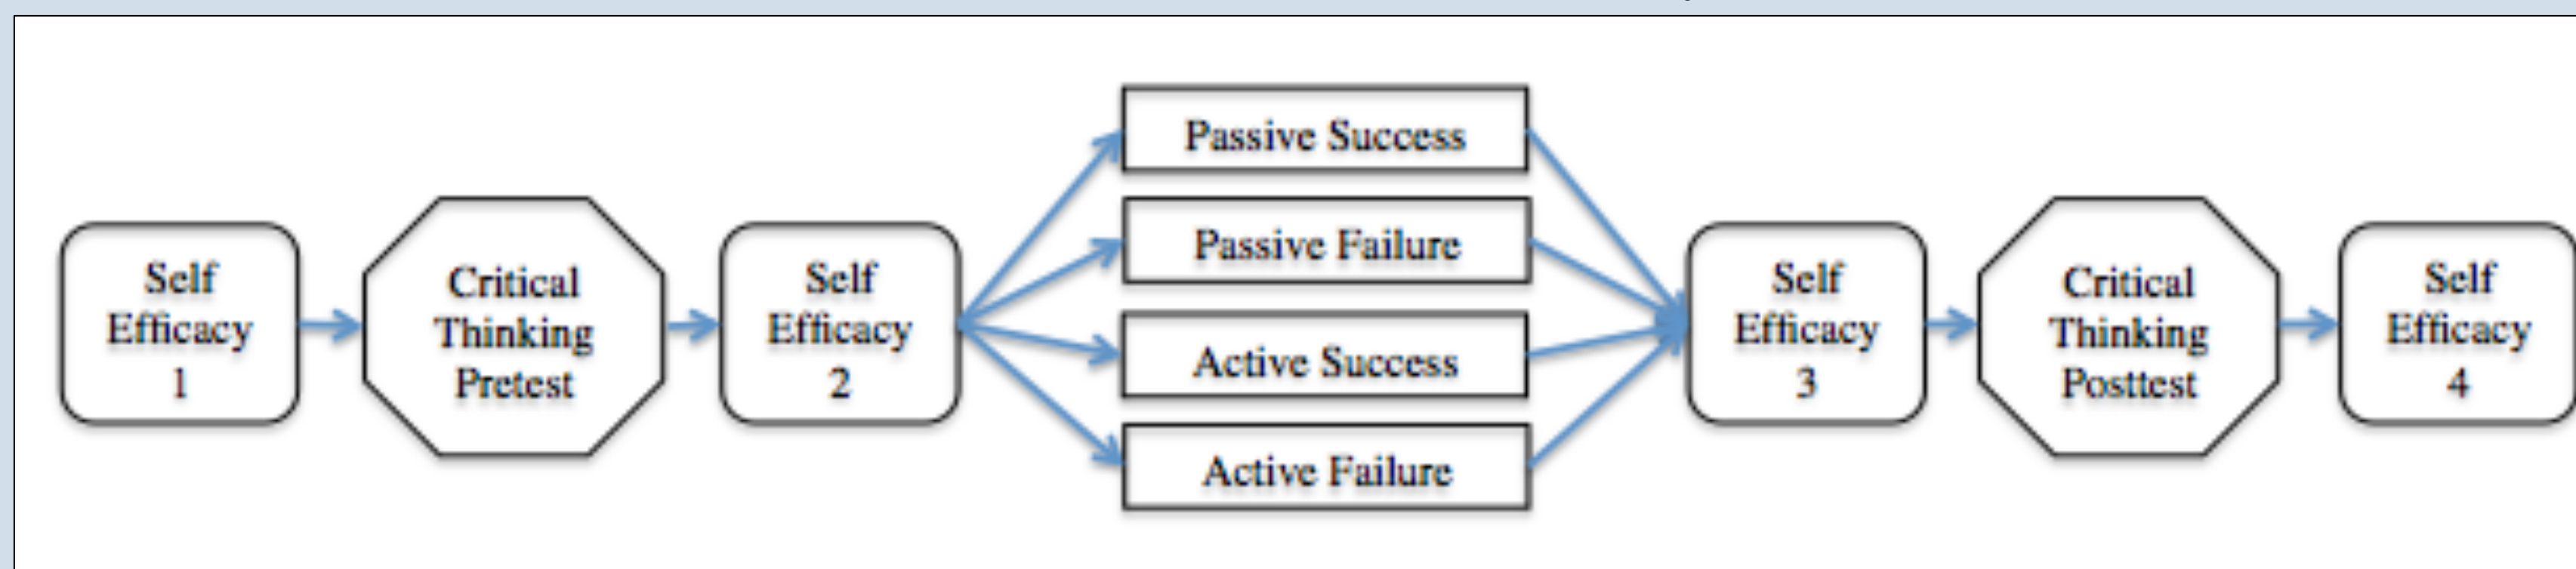 Self
Efficacy
1
Critical
Thinking
Pretest
Self
Efficacy
2
Passive Success
Passive Failure
Active Success
Active Failure
Self
Efficacy
3
Critical
Thinking
Posttest
Self
Efficacy
4